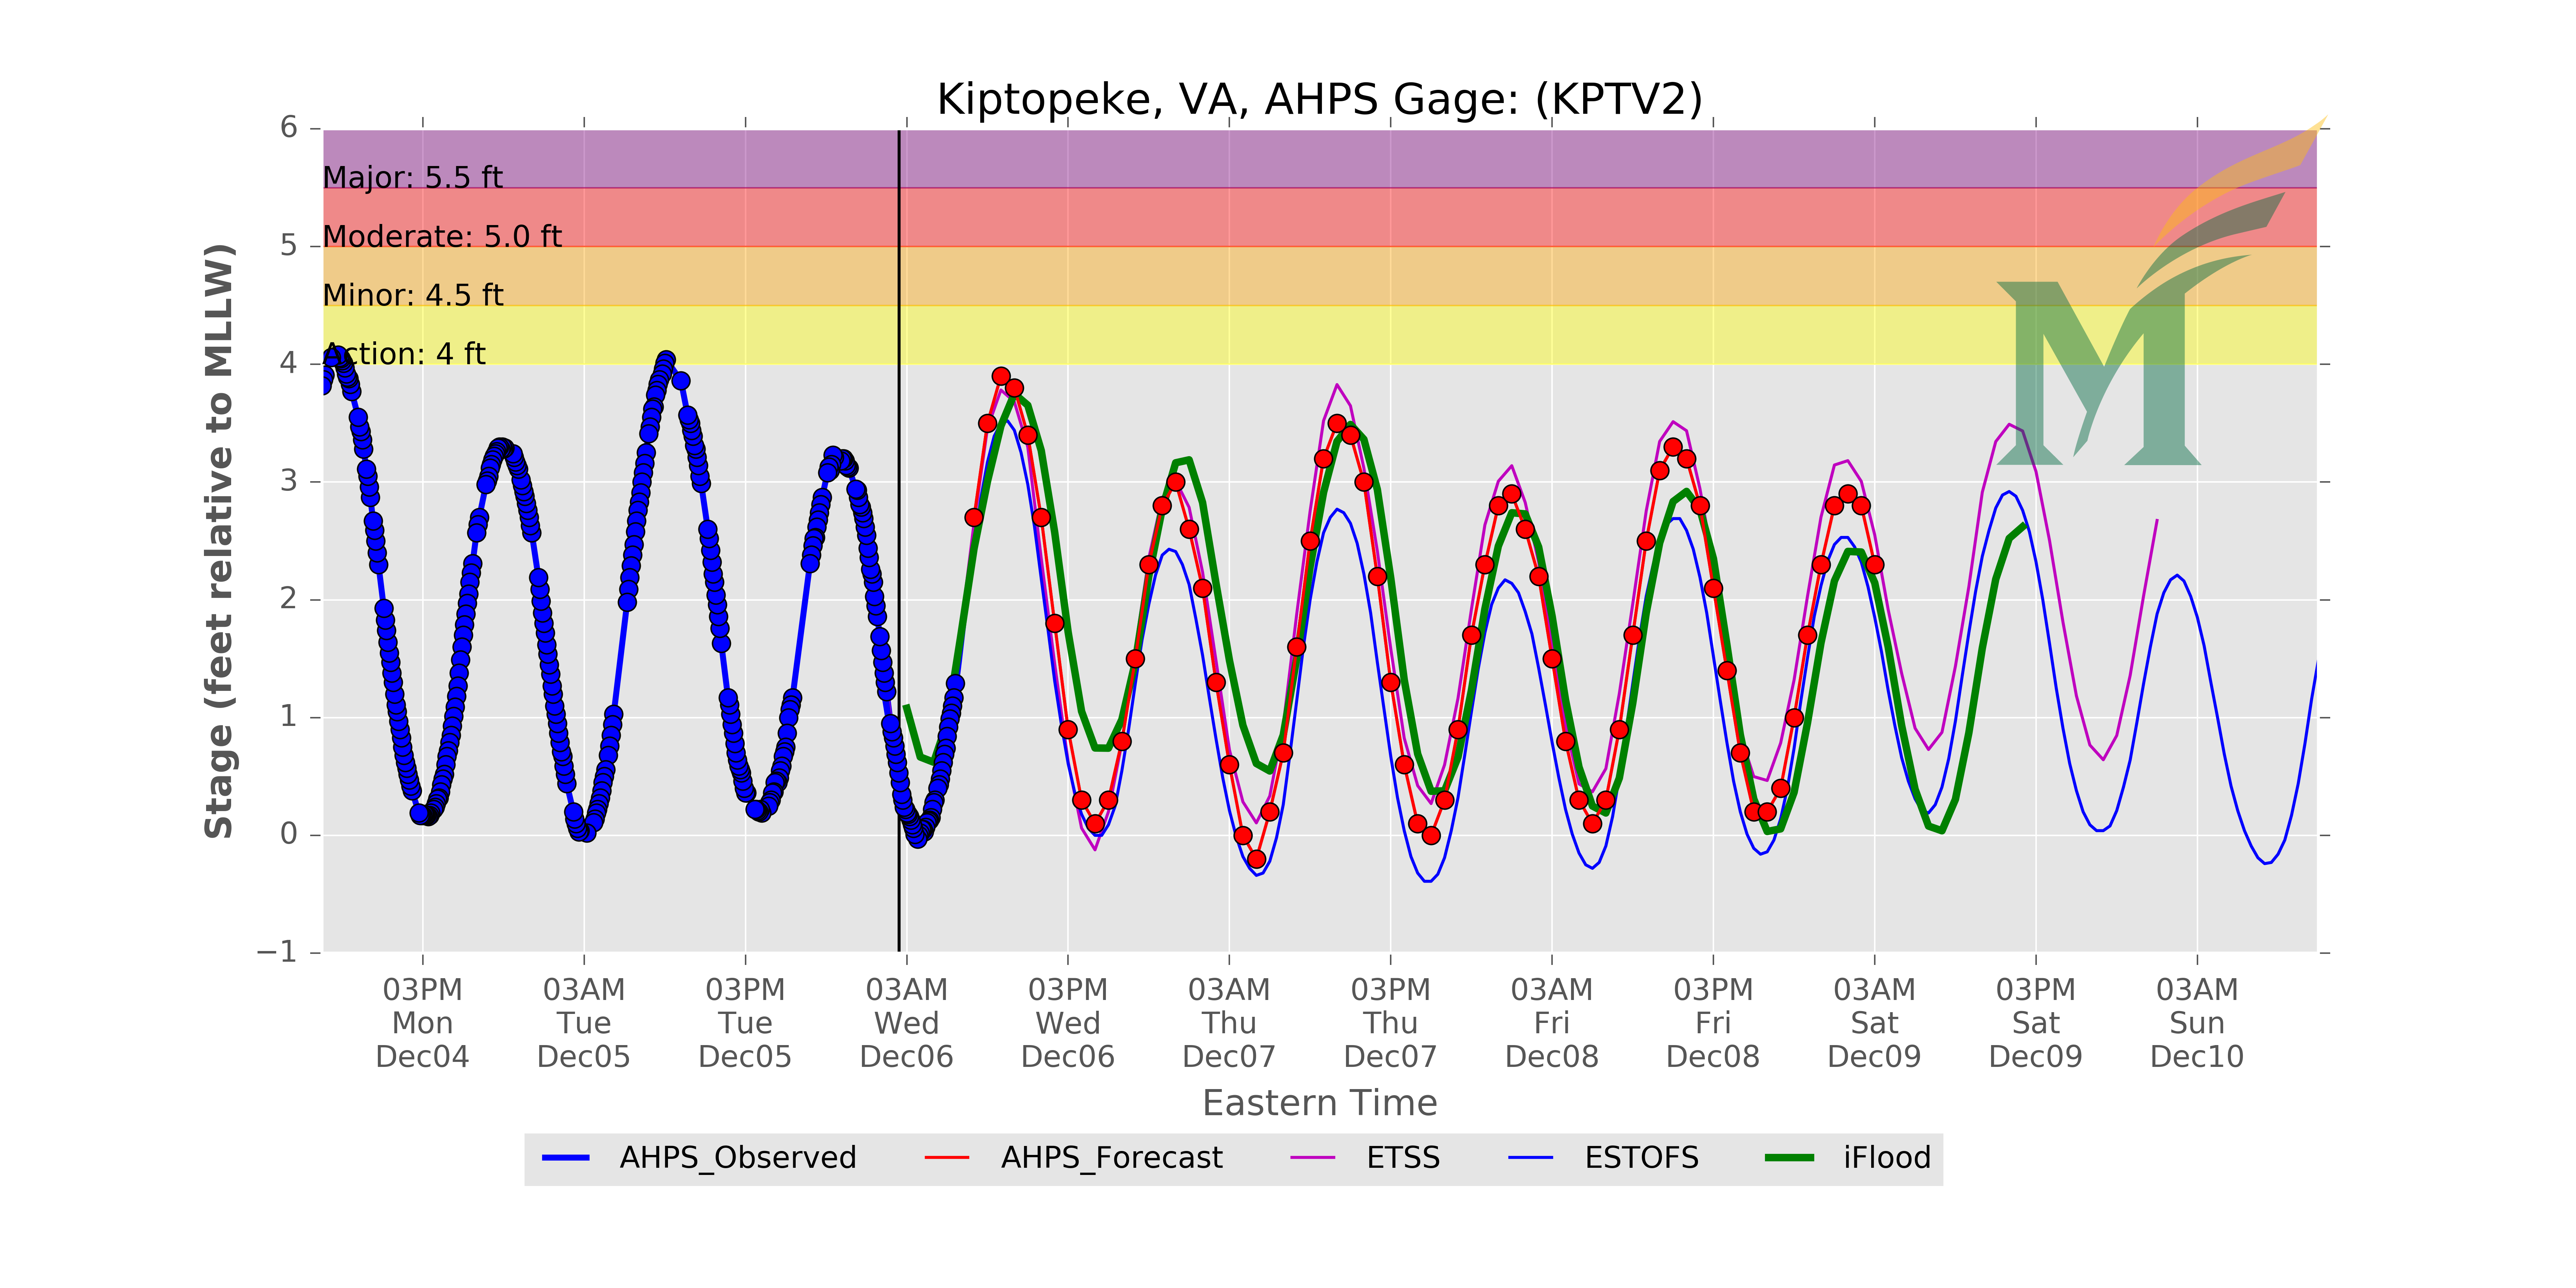 Kiptopeke, VA, AHPS Gage: (KPTV2)
6
5
4
3
2
1
0
−1
Stage (feet relative to MLLW)
Major: 5.5 ft
Moderate: 5.0 ft
Minor: 4.5 ft
Action: 4 ft
M
03PM 03AM 03PM 03AM 03PM 03AM 03PM 03AM 03PM 03AM 03PM 03AM
Mon Tue Tue Wed Wed Thu Thu Fri Fri Sat Sat Sun
Dec04 Dec05 Dec05 Dec06 Dec06 Dec07 Dec07 Dec08 Dec08 Dec09 Dec09 Dec10
Eastern Time
AHPS_Observed AHPS_Forecast ETSS ESTOFS iFlood